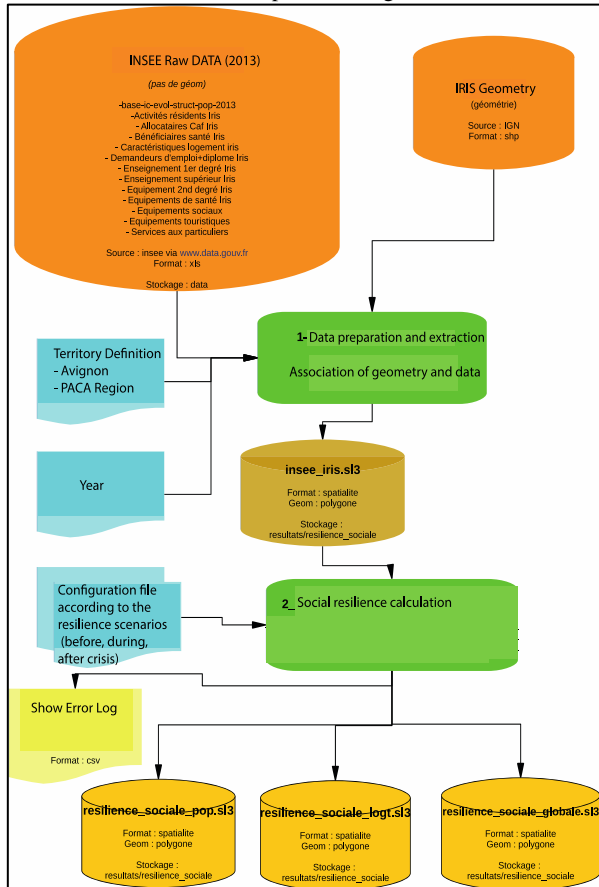 INSEE Raw DATA (2013)
(pas de géom)
-base-ic-evol-struct-pop-2013
-Activités résidents Iris
- Allocataires Caf Iris
- Bénéficiaires santé Iris
- Caractéristiques logement iris
- Demandeurs d'emploi+diplome Iris
- Enseignement 1er degré Iris
- Enseignement supérieur Iris
- Equipement 2nd degré Iris
- Equipements de santé Iris
- Equipements sociaux
- Equipements touristiques
- Services aux particuliers
Source : insee via www.data.gouv.fr
Format : xls
Stockage : data
IRIS Geometry
(géométrie)
Source : IGN
Format : shp
1- Data preparation and extraction
Association of geometry and data
Territory Definition
- Avignon
- PACA Region
Year
insee_iris.sl3
Format : spatialite
Geom : polygone
Stockage :
resultats/resilience_sociale
Configuration file
according to the
resilience scenarios
(before, during,
after crisis)
2_ Social resilience calculation
Show Error Log
Format : csv
resilience_sociale_pop.sl3
Format : spatialite
Geom : polygone
Stockage :
resultats/resilience_sociale
resilience_sociale_logt.sl3
Format : spatialite
Geom : polygone
Stockage :
resultats/resilience_sociale
resilience_sociale_globale.sl3
Format : spatialite
Geom : polygone
Stockage :
resultats/resilience_sociale